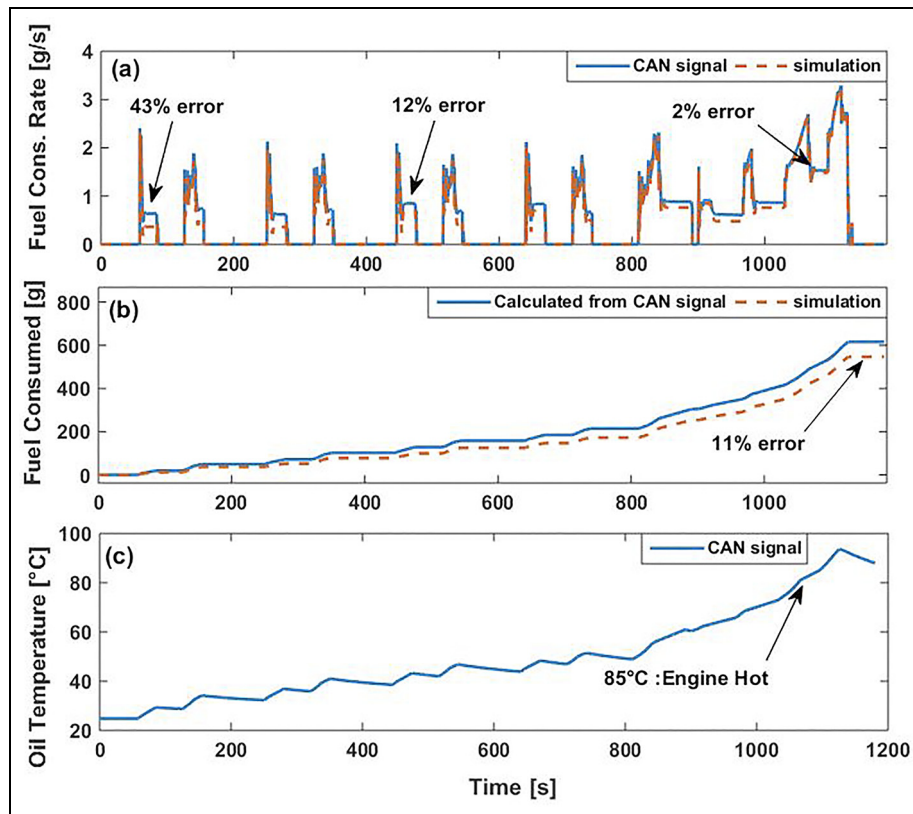 (a)
CAN signal simulation
43% error
12% error
2% error
Fuel Cons. Rate [g/s]
4
3
2
1
0
0 200 400 600 800 1000
(b)
Calculated from CAN signal simulation
11% error
Fuel Consumed [g]
800
600
400
200
0
0 200 400 600 800 1000
(c)
CAN signal
85°C :Engine Hot
Oil Temperature [°C]
100
80
60
40
20
0 200 400 600 800 1000 1200
Time [s]